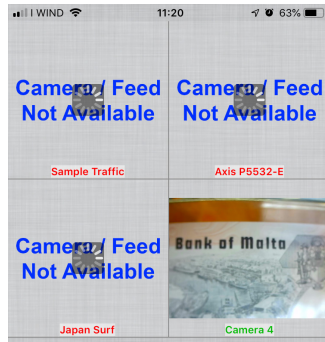 I WIND 11:20 63%
Camera / Feed
Not Available
Sample Traffic
Camera / Feed
Not Available
Axis P5532-E
Camera / Feed
Not Available
Japan Surf
Bank of Malta
Camera 4